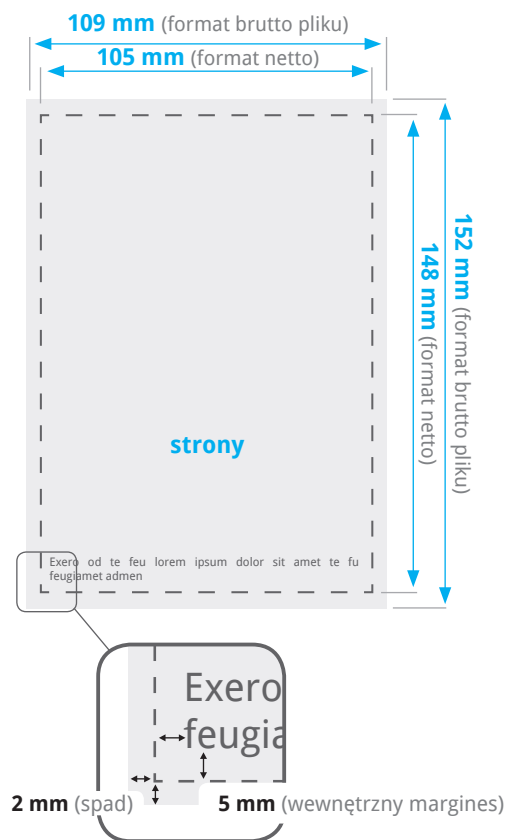 109 mm (format brutto pliku)
105 mm (format netto)
152 mm (format brutto pliku)
148 mm (format netto)
strony
Exero od te feu lorem ipsum dolor sit amet te fu
feugiamet admen
Exero
feugia
2 mm (spad)
5 mm (wewnętrzny margines)